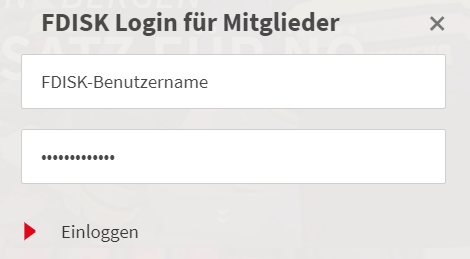 FDISK Login für Mitglieder
FDISK-Benutzername
•••••••••••••
Einloggen